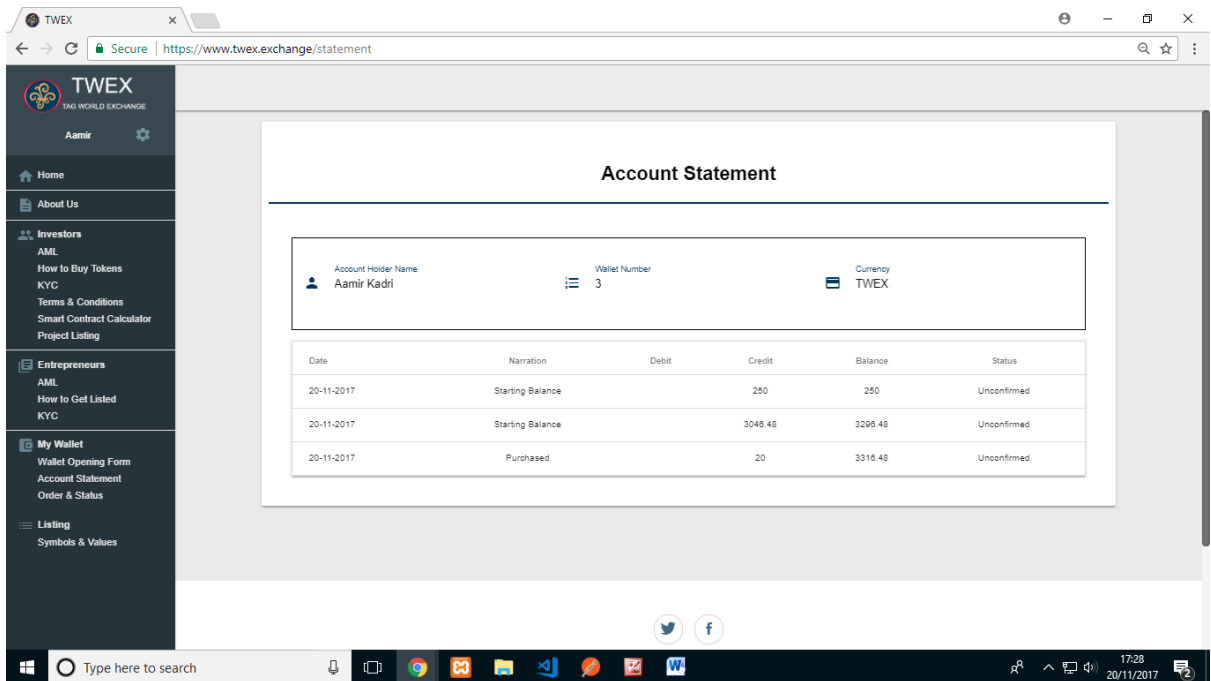 TWEX
Secure | https://www.twex.exchange/statement
TWEX
TAG WORLD EXCHANGE
Aamir
Home
About Us
Investors
AML
How to Buy Tokens
KYC
Terms & Conditions
Smart Contract Calculator
Project Listing
Entrepreneurs
AML
How to Get Listed
KYC
My Wallet
Wallet Opening Form
Account Statement
Order & Status
Listing
Symbols & Values
Account Statement
Account Holder Name Wallet Number Currency
Aamir Kadri 3 TWEX
Date Narration Debit Credit Balance Status
20-11-2017 Starting Balance 250 250 Unconfirmed
20-11-2017 Starting Balance 3046.48 3296.48 Unconfirmed
20-11-2017 Purchased 20 3316.48 Unconfirmed
Type here to search
17:28
20/11/2017
2